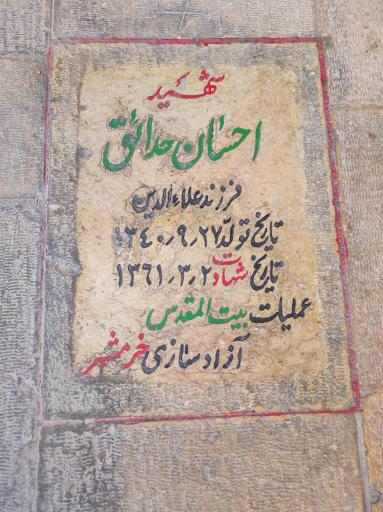 شهید
احسان حدائق
فرزند علاءالدین
تاریخ تولد ۱۳۴۰/۹/۲۷
تاریخ شهادت ۱۳۶۱/۳/۲
عملیات بیت المقدس
آزادسازی خرمشهر